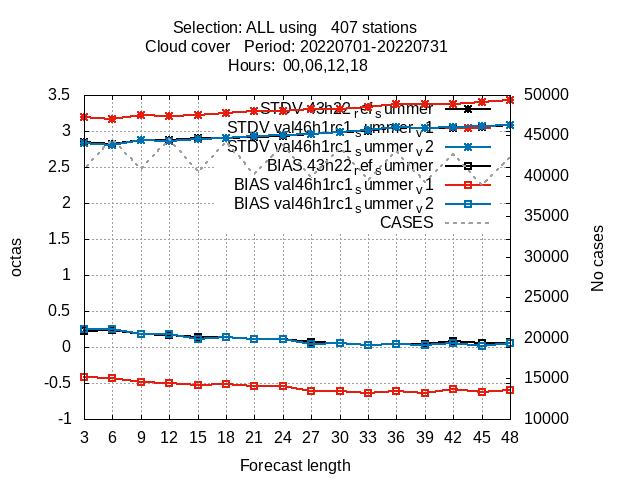 Selection: ALL using 407 stations
Cloud cover Period: 20220701-20220731
Hours: 00,06,12,18
3.5
3
2.5
2
1.5
1
0.5
0
-0.5
-1
octas
50000
45000
40000
35000
30000
25000
20000
15000
10000
No cases
STDV 43h22_ref_summer
STDV val46h1rc1_summer_v1
STDV val46h1rc1_summer_v2
BIAS 43h22_ref_summer
BIAS val46h1rc1_summer_v1
BIAS val46h1rc1_summer_v2
CASES
3 6 9 12 15 18 21 24 27 30 33 36 39 42 45 48
Forecast length